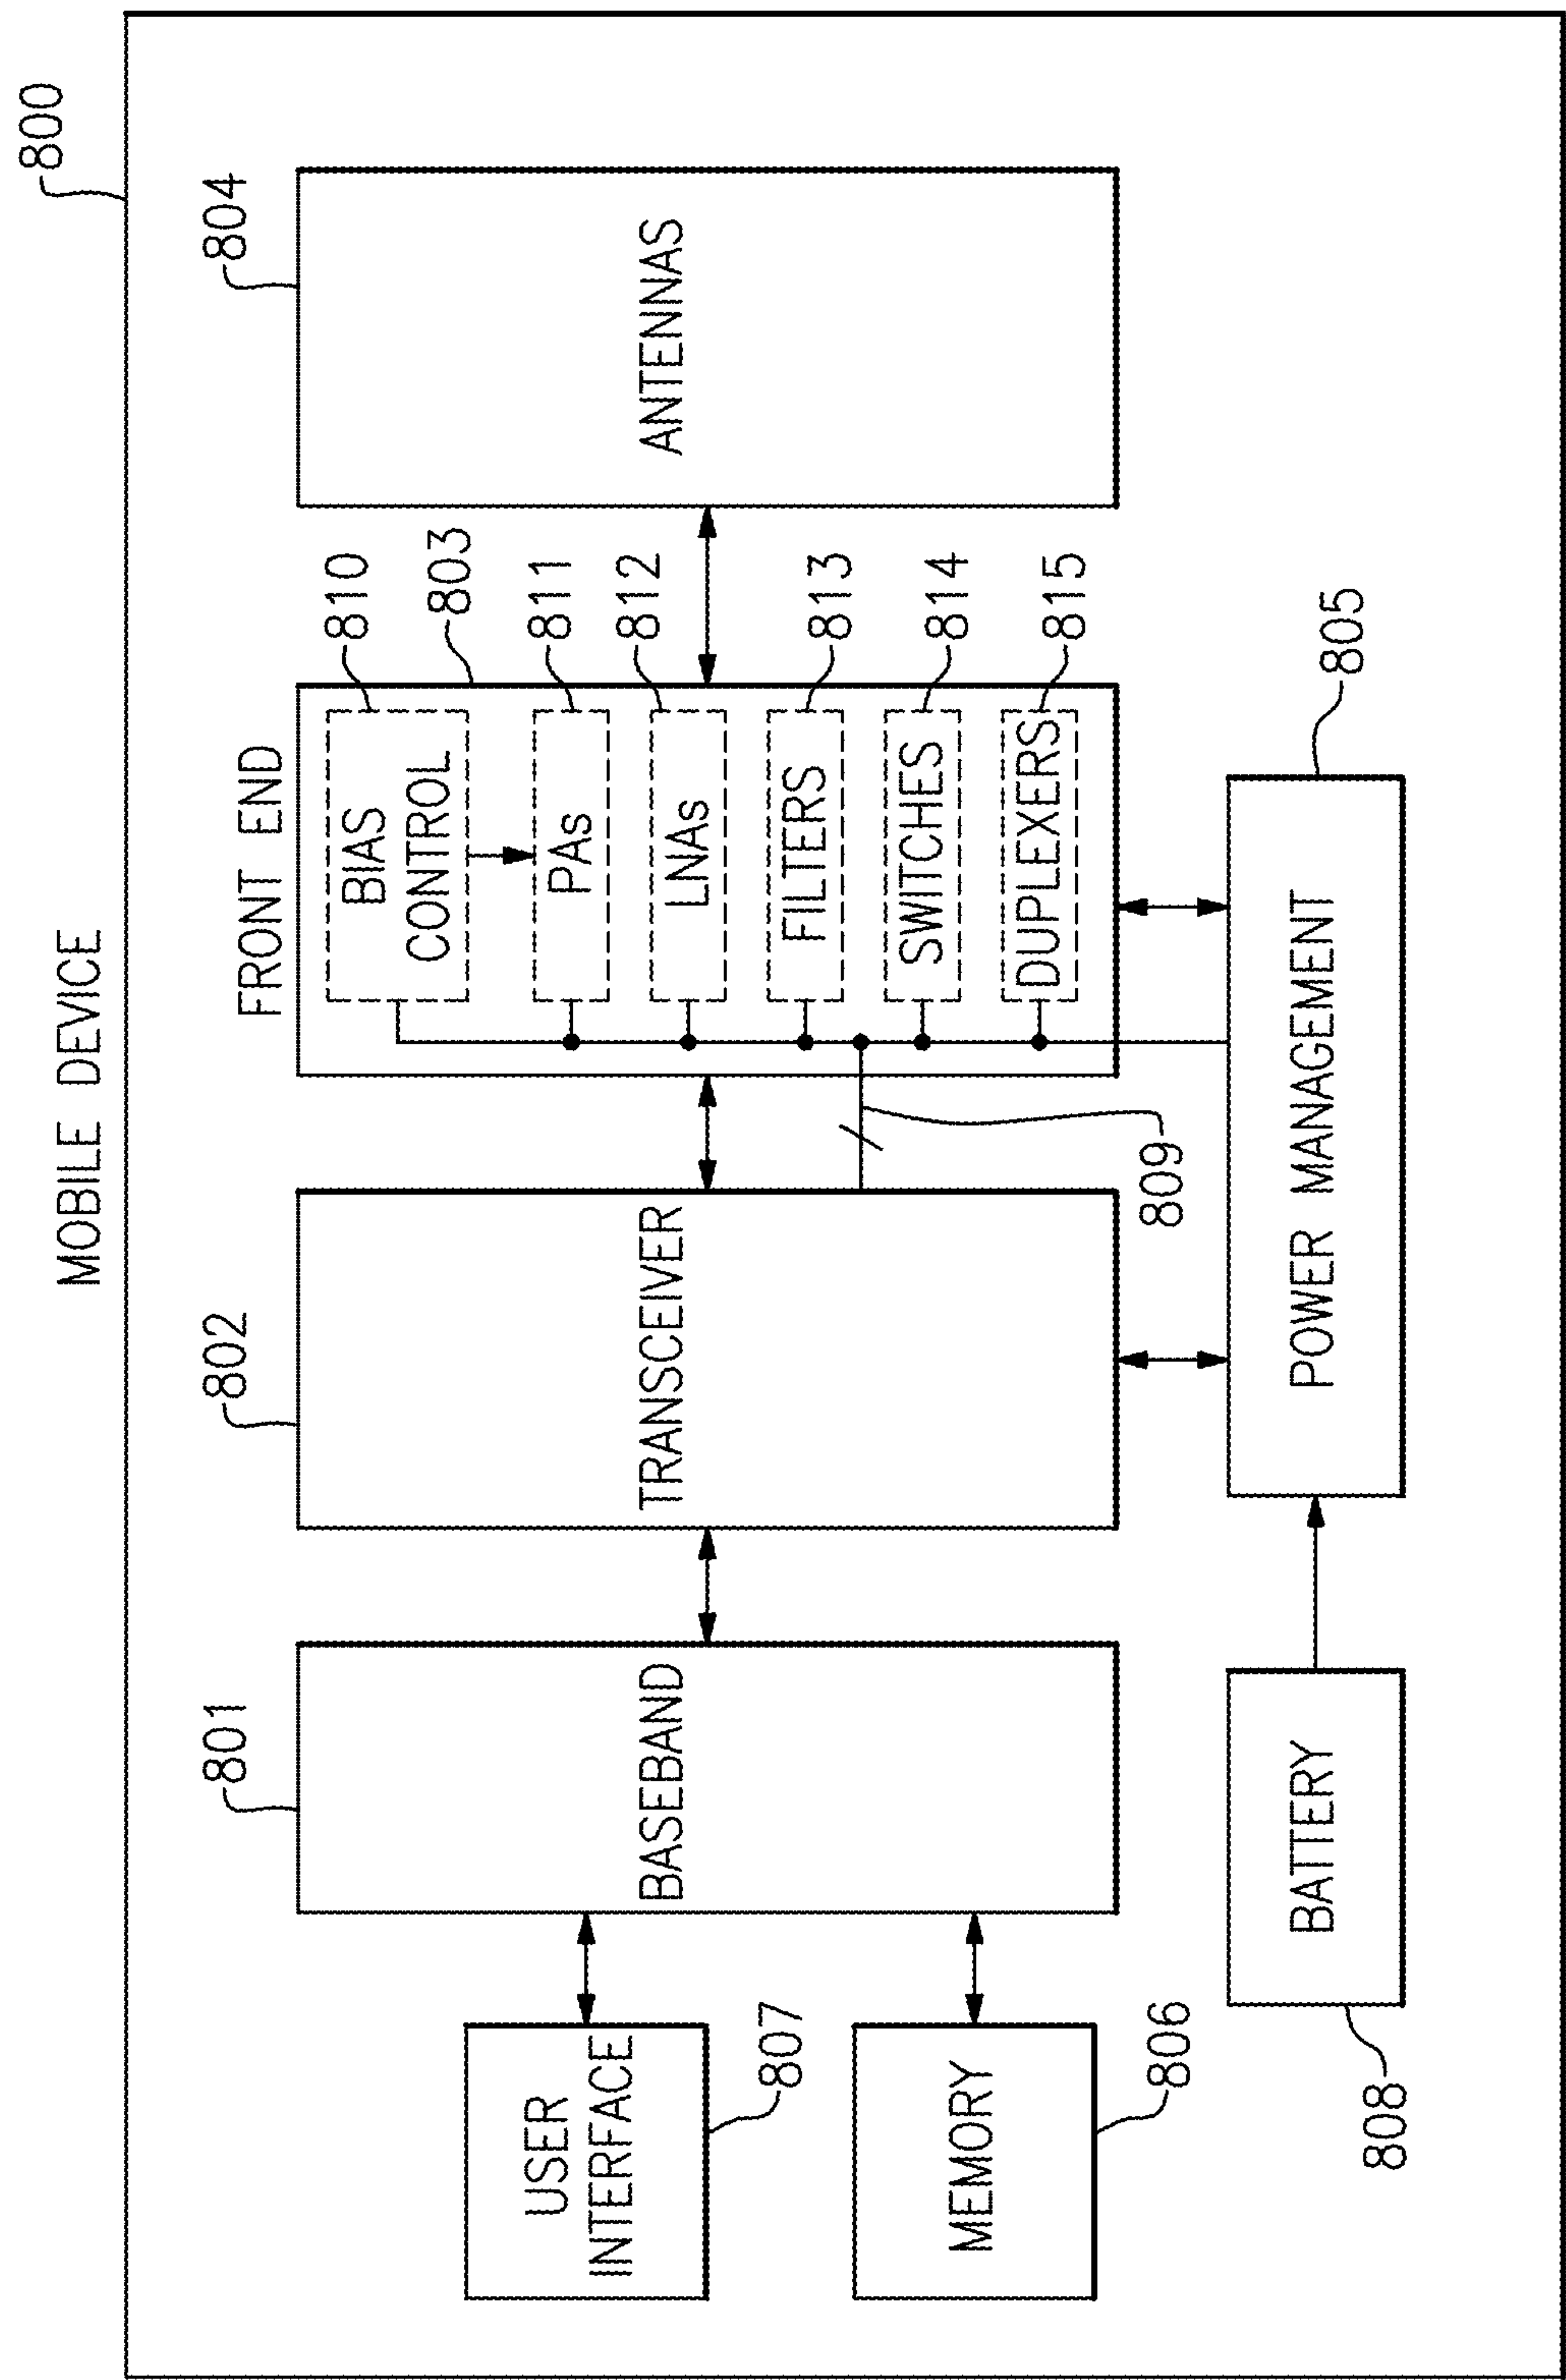 MOBILE DEVICE
800
FRONT END
801
802
803
804
810
BIAS
CONTROL
811
PAs
812
LNAs
813
FILTERS
814
SWITCHES
815
DUPLEXERS
USER
INTERFACE
807
BASEBAND
TRANSCEIVER
ANTENNAS
MEMORY
806
809
805
BATTERY
808
POWER MANAGEMENT